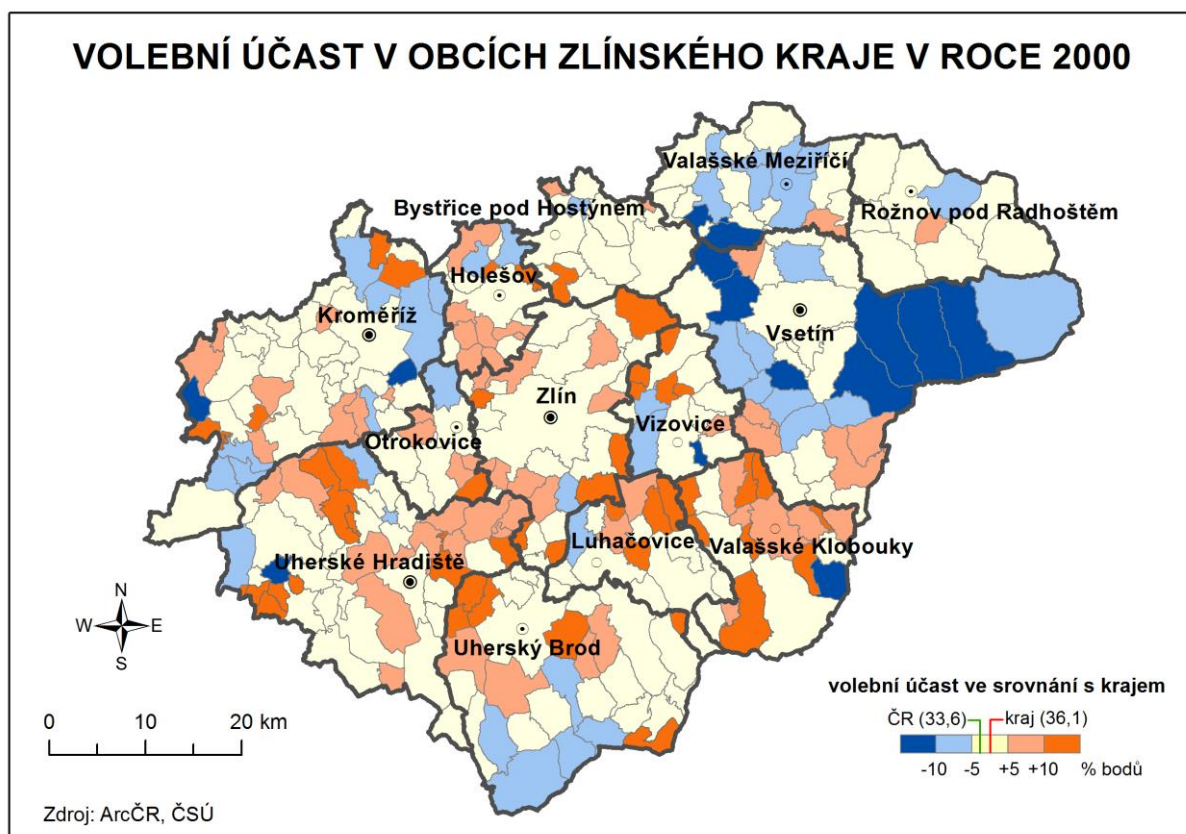 VOLEBNÍ ÚČAST V OBCÍCH ZLÍNSKÉHO KRAJE V ROCE 2000
Valašské Meziříčí
Bystřice pod Hostýnem
Rožnov pod Radhoštěm
Holešov
Kroměříž
Vsetín
Zlín
Vizovice
Otrokovice
Luhačovice
Valašské Klobouky
Uherské Hradiště
Uherský Brod
N
W E
S
0 10 20 km
volební účast ve srovnání s krajem
ČR (33,6) kraj (36,1)
-10 -5 +5 +10 % bodů
Zdroj: ArcČR, ČSÚ